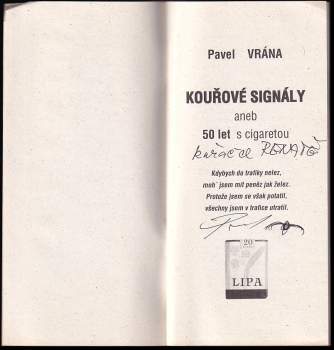 Pavel VRÁNA
KOUŘOVÉ SIGNÁLY
aneb
50 let s cigaretou
kuřačce RENATĚ
Kdybych do trafiky nelez,
moh' jsem mít peněz jak želez.
Protože jsem se však potatil,
všechny jsem v trafice utratil.
20
LIPA